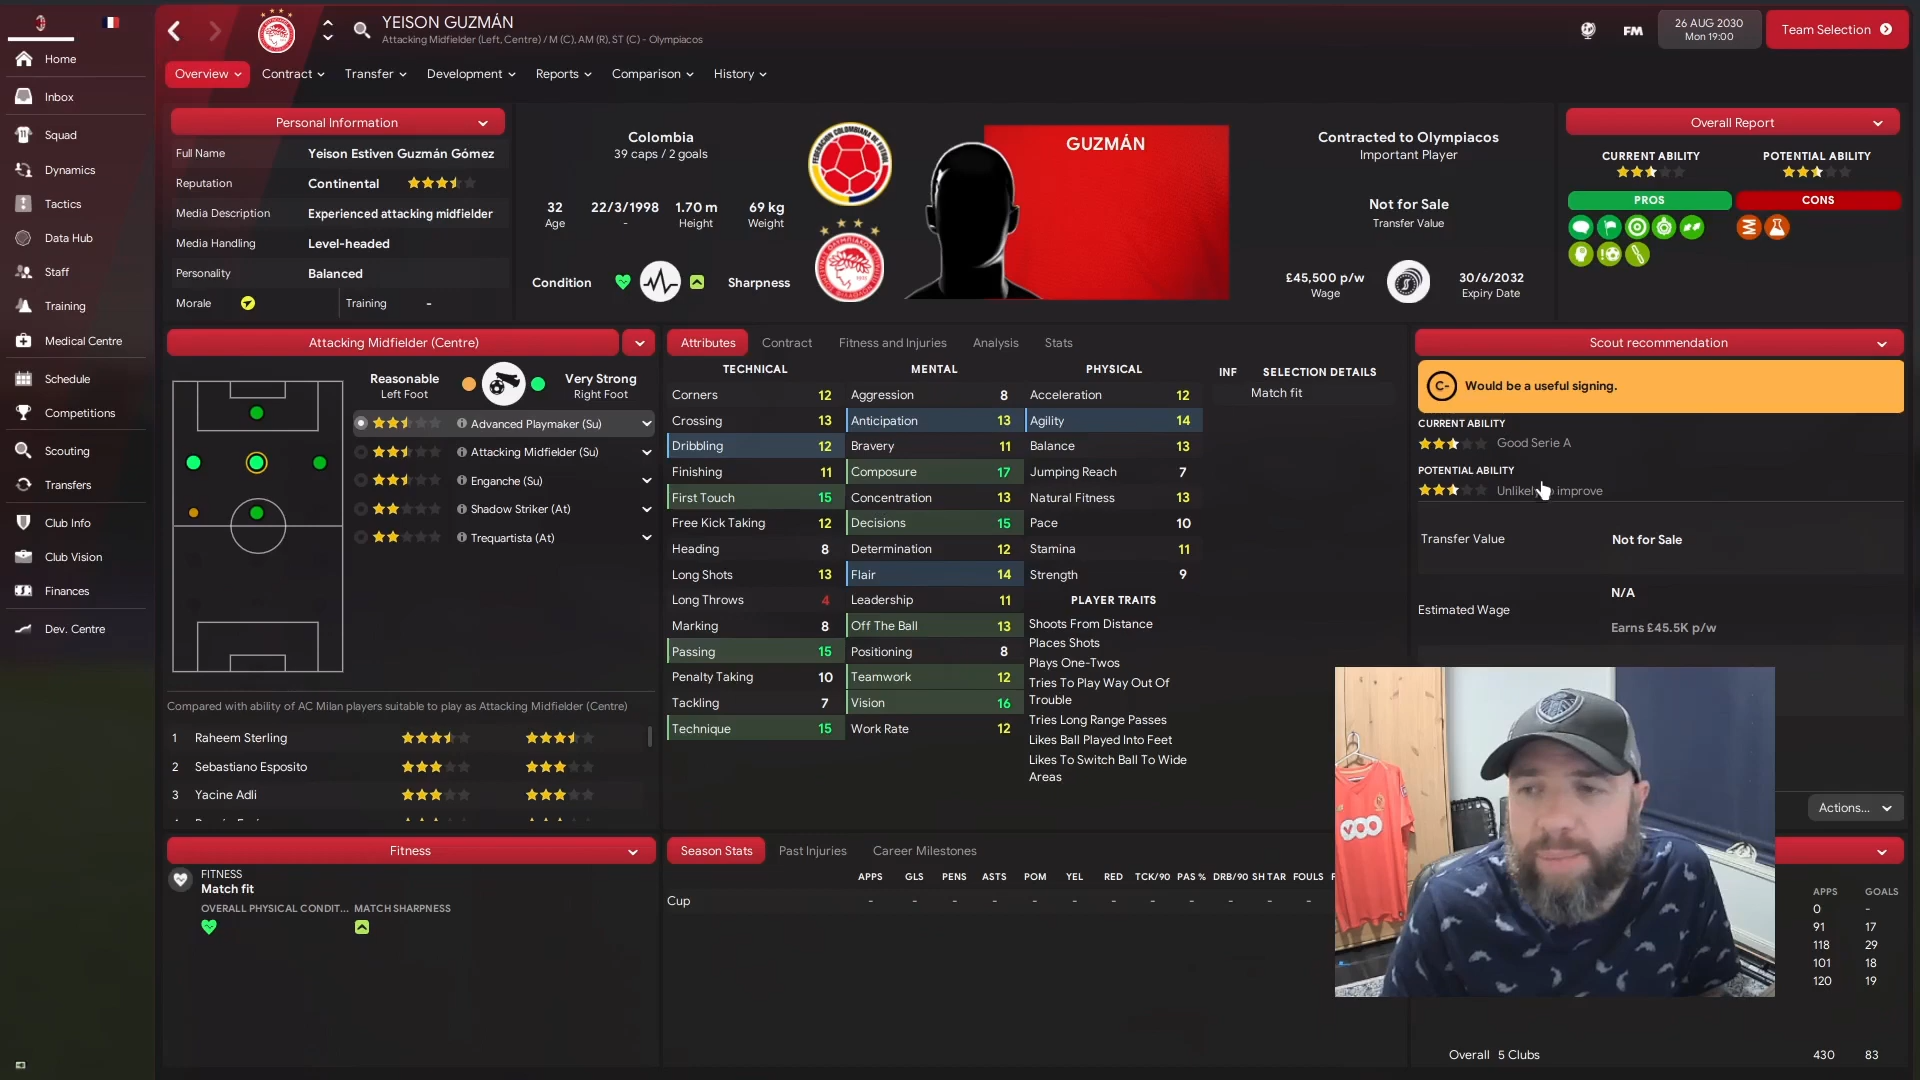 YEISON GUZMÁN
Attacking Midfielder (Left, Centre) / M (C), AM (R), ST (C) - Olympiacos
FM
26 AUG 2030
Mon 19:00
Team Selection
Home
Inbox
Squad
Dynamics
Tactics
Data Hub
Staff
Training
Medical Centre
Schedule
Competitions
Scouting
Transfers
Club Info
Club Vision
Finances
Dev. Centre
Overview Contract Transfer Development Reports Comparison History
Personal Information
Full Name Yeison Estiven Guzmán Gómez
Reputation Continental
Media Description Experienced attacking midfielder
Media Handling Level-headed
Personality Balanced
Morale Training -
Colombia
39 caps / 2 goals
32 22/3/1998 1.70 m 69 kg
Age - Height Weight
Condition Sharpness
FEDERACION COLOMBIANA DE FUTBOL
GUZMÁN
Contracted to Olympiacos
Important Player
Not for Sale
Transfer Value
£45,500 p/w 30/6/2032
Wage Expiry Date
Overall Report
CURRENT ABILITY POTENTIAL ABILITY
PROS CONS
Attacking Midfielder (Centre)
Reasonable Very Strong
Left Foot Right Foot
Advanced Playmaker (Su)
Attacking Midfielder (Su)
Enganche (Su)
Shadow Striker (At)
Trequartista (At)
Compared with ability of AC Milan players suitable to play as Attacking Midfielder (Centre)
1 Raheem Sterling
2 Sebastiano Esposito
3 Yacine Adli
Attributes Contract Fitness and Injuries Analysis Stats
TECHNICAL MENTAL PHYSICAL INF SELECTION DETAILS
Corners 12 Aggression 8 Acceleration 12 Match fit
Crossing 13 Anticipation 13 Agility 14
Dribbling 12 Bravery 11 Balance 13
Finishing 11 Composure 17 Jumping Reach 7
First Touch 15 Concentration 13 Natural Fitness 13
Free Kick Taking 12 Decisions 15 Pace 10
Heading 8 Determination 12 Stamina 11
Long Shots 13 Flair 14 Strength 9
Long Throws 4 Leadership 11 PLAYER TRAITS
Marking 8 Off The Ball 13 Shoots From Distance
Passing 15 Positioning 8 Places Shots
Penalty Taking 10 Teamwork 12 Plays One-Twos
Tackling 7 Vision 16 Tries To Play Way Out Of
Trouble
Technique 15 Work Rate 12 Tries Long Range Passes
Likes Ball Played Into Feet
Likes To Switch Ball To Wide
Areas
Scout recommendation
C- Would be a useful signing.
CURRENT ABILITY
Good Serie A
POTENTIAL ABILITY
Unlikely improve
Transfer Value Not for Sale
N/A
Estimated Wage
Earns £45.5K p/w
VOO
Actions...
Fitness
FITNESS
Match fit
OVERALL PHYSICAL CONDIT... MATCH SHARPNESS
Season Stats Past Injuries Career Milestones
APPS GLS PENS ASTS POM YEL RED TCK/90 PAS % DRB/90 SH TAR FOULS
Cup - - - - - - - - - - - -
APPS GOALS
0 -
91 17
118 29
101 18
120 19
Overall 5 Clubs 430 83